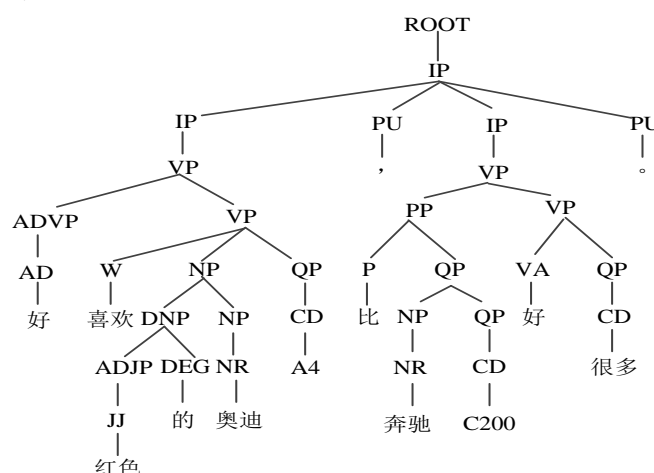 ROOT
IP
IP PU IP PU
VP , VP 。
ADVP VP PP VP
AD W NP QP P QP VA QP
好 喜欢 DNP NP CD 比 NP QP 好 CD
ADJP DEG NR A4 NR CD 很多
JJ 的 奥迪 奔驰 C200
红色